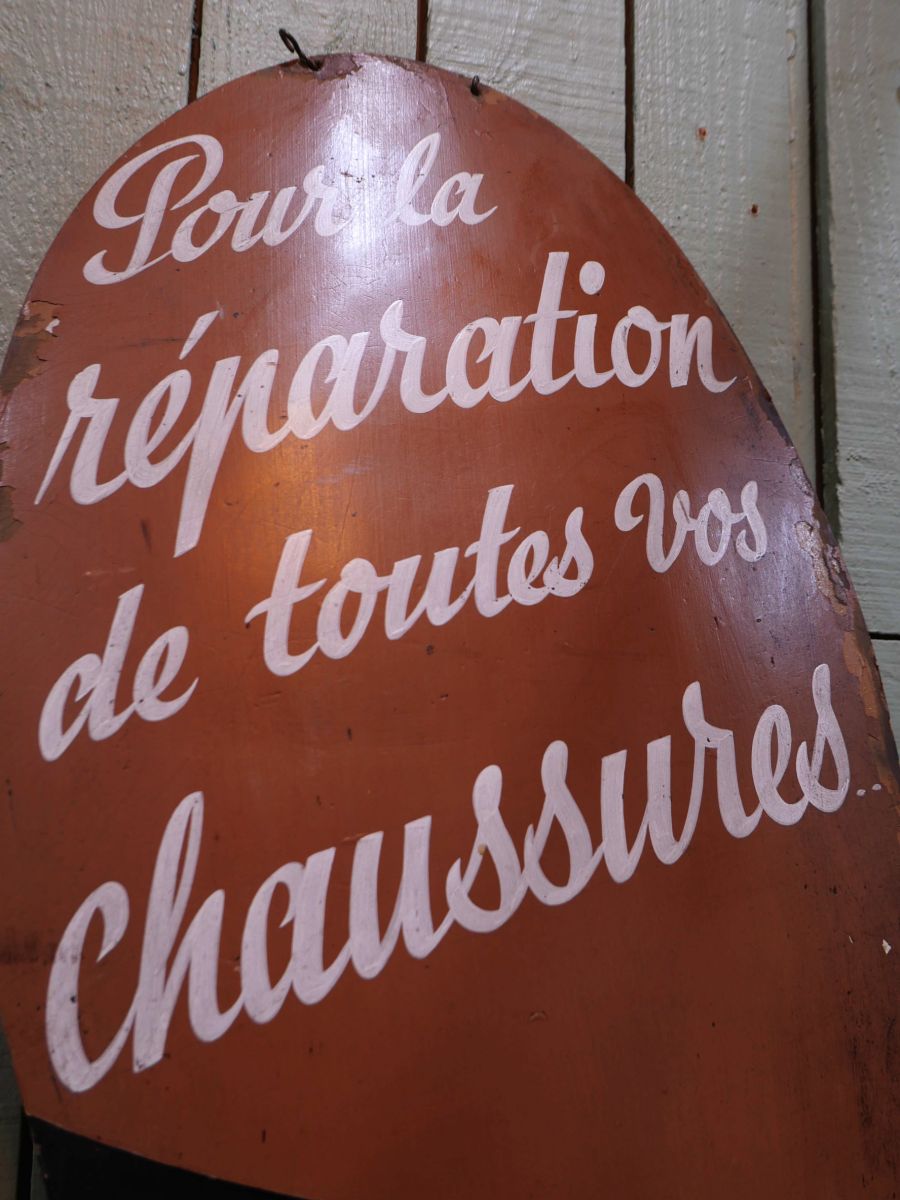 Pour la
réparation
de toutes vos
chaussures...